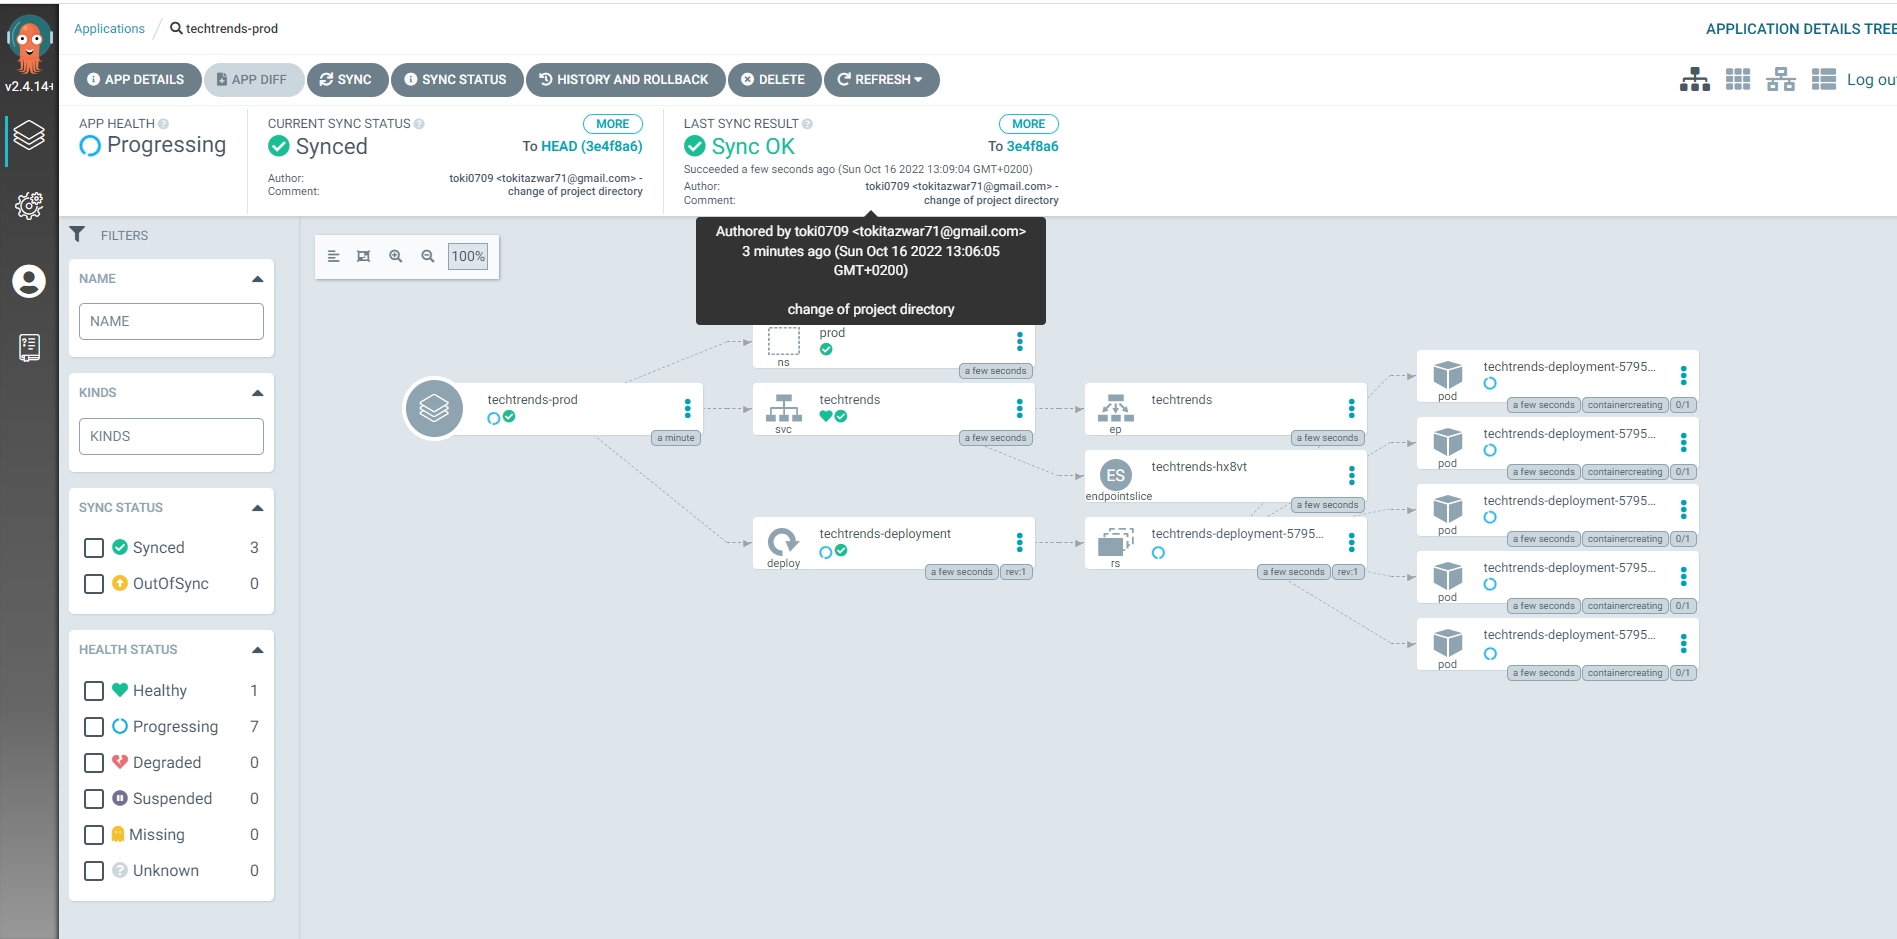 Applications / techtrends-prod
APPLICATION DETAILS TREE
v2.4.14+
APP DETAILS
APP DIFF
SYNC
SYNC STATUS
HISTORY AND ROLLBACK
DELETE
REFRESH
Log out
APP HEALTH
Progressing
CURRENT SYNC STATUS
MORE
Synced
To HEAD (3e4f8a6)
Author: toki0709 <tokitazwar71@gmail.com> -
Comment: change of project directory
LAST SYNC RESULT
MORE
Sync OK
To 3e4f8a6
Succeeded a few seconds ago (Sun Oct 16 2022 13:09:04 GMT+0200)
Author: toki0709 <tokitazwar71@gmail.com> -
Comment: change of project directory
Authored by toki0709 <tokitazwar71@gmail.com>
3 minutes ago (Sun Oct 16 2022 13:06:05
GMT+0200)
change of project directory
FILTERS
NAME
NAME
KINDS
KINDS
SYNC STATUS
Synced 3
OutOfSync 0
HEALTH STATUS
Healthy 1
Progressing 7
Degraded 0
Suspended 0
Missing 0
Unknown 0
100%
techtrends-prod
a minute
prod
ns
a few seconds
techtrends
svc
a few seconds
techtrends-deployment
deploy
a few seconds rev:1
techtrends
ep
a few seconds
techtrends-hx8vt
ES
endpointslice
a few seconds
techtrends-deployment-5795...
rs
a few seconds rev:1
techtrends-deployment-5795...
pod
a few seconds containercreating 0/1
techtrends-deployment-5795...
pod
a few seconds containercreating 0/1
techtrends-deployment-5795...
pod
a few seconds containercreating 0/1
techtrends-deployment-5795...
pod
a few seconds containercreating 0/1
techtrends-deployment-5795...
pod
a few seconds containercreating 0/1